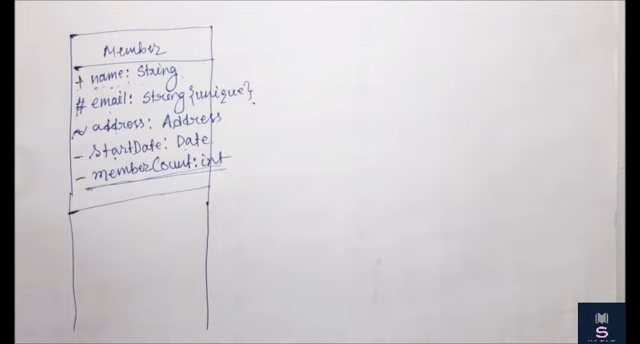 Member
+ name: String
# email: String {unique}
~ address: Address
- startDate: Date
- memberCount: int
S